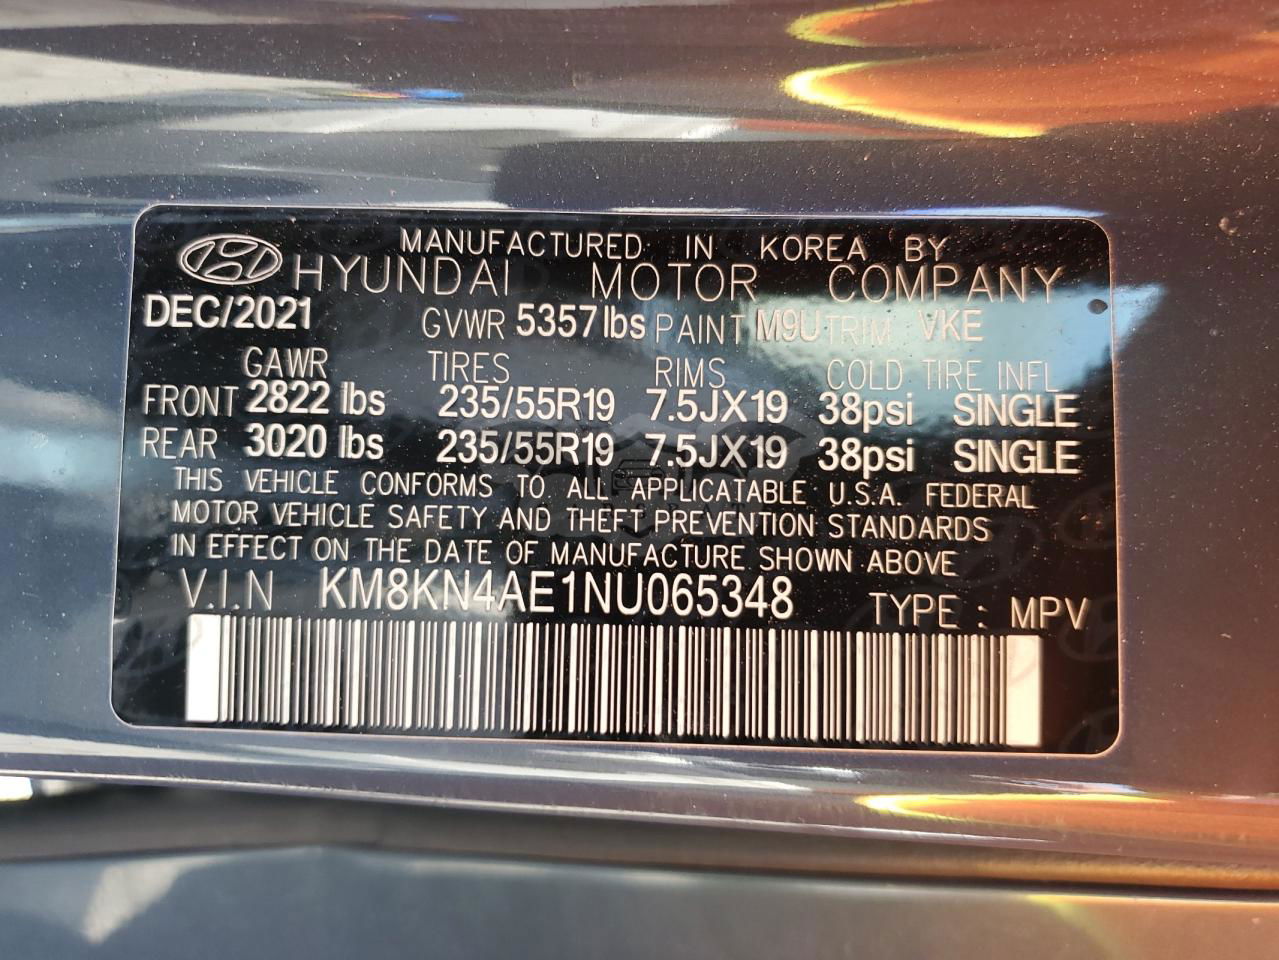 MANUFACTURED IN KOREA BY
HYUNDAI MOTOR COMPANY
DEC/2021 GVWR 5357 lbs PAINT M9U TRIM VKE
GAWR TIRES RIMS COLD TIRE INFL
FRONT 2822 lbs 235/55R19 7.5JX19 38psi SINGLE
REAR 3020 lbs 235/55R19 7.5JX19 38psi SINGLE
THIS VEHICLE CONFORMS TO ALL APPLICATABLE U.S.A. FEDERAL
MOTOR VEHICLE SAFETY AND THEFT PREVENTION STANDARDS
IN EFFECT ON THE DATE OF MANUFACTURE SHOWN ABOVE
V.I.N KM8KN4AE1NU065348 TYPE : MPV